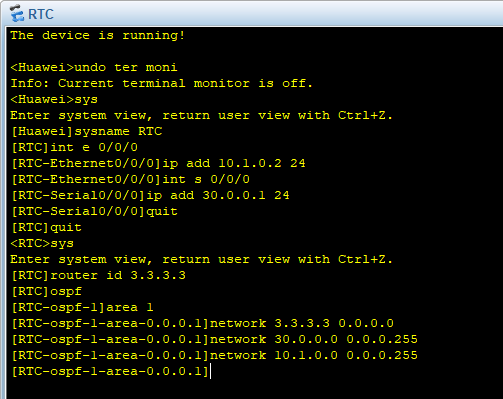 RTC
The device is running!
<Huawei>undo ter moni
Info: Current terminal monitor is off.
<Huawei>sys
Enter system view, return user view with Ctrl+Z.
[Huawei]sysname RTC
[RTC]int e 0/0/0
[RTC-Ethernet0/0/0]ip add 10.1.0.2 24
[RTC-Ethernet0/0/0]int s 0/0/0
[RTC-Serial0/0/0]ip add 30.0.0.1 24
[RTC-Serial0/0/0]quit
[RTC]quit
<RTC>sys
Enter system view, return user view with Ctrl+Z.
[RTC]router id 3.3.3.3
[RTC]ospf
[RTC-ospf-1]area 1
[RTC-ospf-1-area-0.0.0.1]network 3.3.3.3 0.0.0.0
[RTC-ospf-1-area-0.0.0.1]network 30.0.0.0 0.0.0.255
[RTC-ospf-1-area-0.0.0.1]network 10.1.0.0 0.0.0.255
[RTC-ospf-1-area-0.0.0.1]